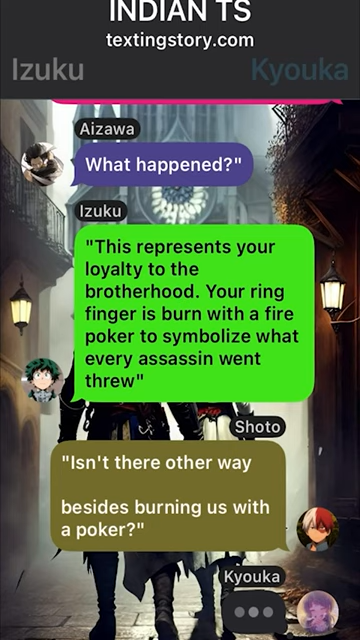 INDIAN TS
textingstory.com
Izuku
Kyouka
Aizawa
What happened?"
Izuku
"This represents your
loyalty to the
brotherhood. Your ring
finger is burn with a fire
poker to symbolize what
every assassin went
threw"
Shoto
"Isn't there other way
besides burning us with
a poker?"
Kyouka